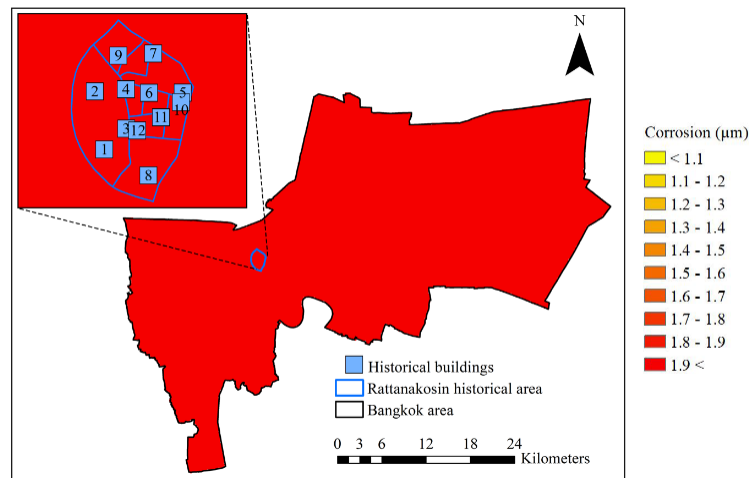 N
9 7
2 4 6 5
10
11
3 12
1
8
Corrosion (µm)
< 1.1
1.1 - 1.2
1.2 - 1.3
1.3 - 1.4
1.4 - 1.5
1.5 - 1.6
1.6 - 1.7
1.7 - 1.8
1.8 - 1.9
1.9 <
Historical buildings
Rattanakosin historical area
Bangkok area
0 3 6 12 18 24
Kilometers